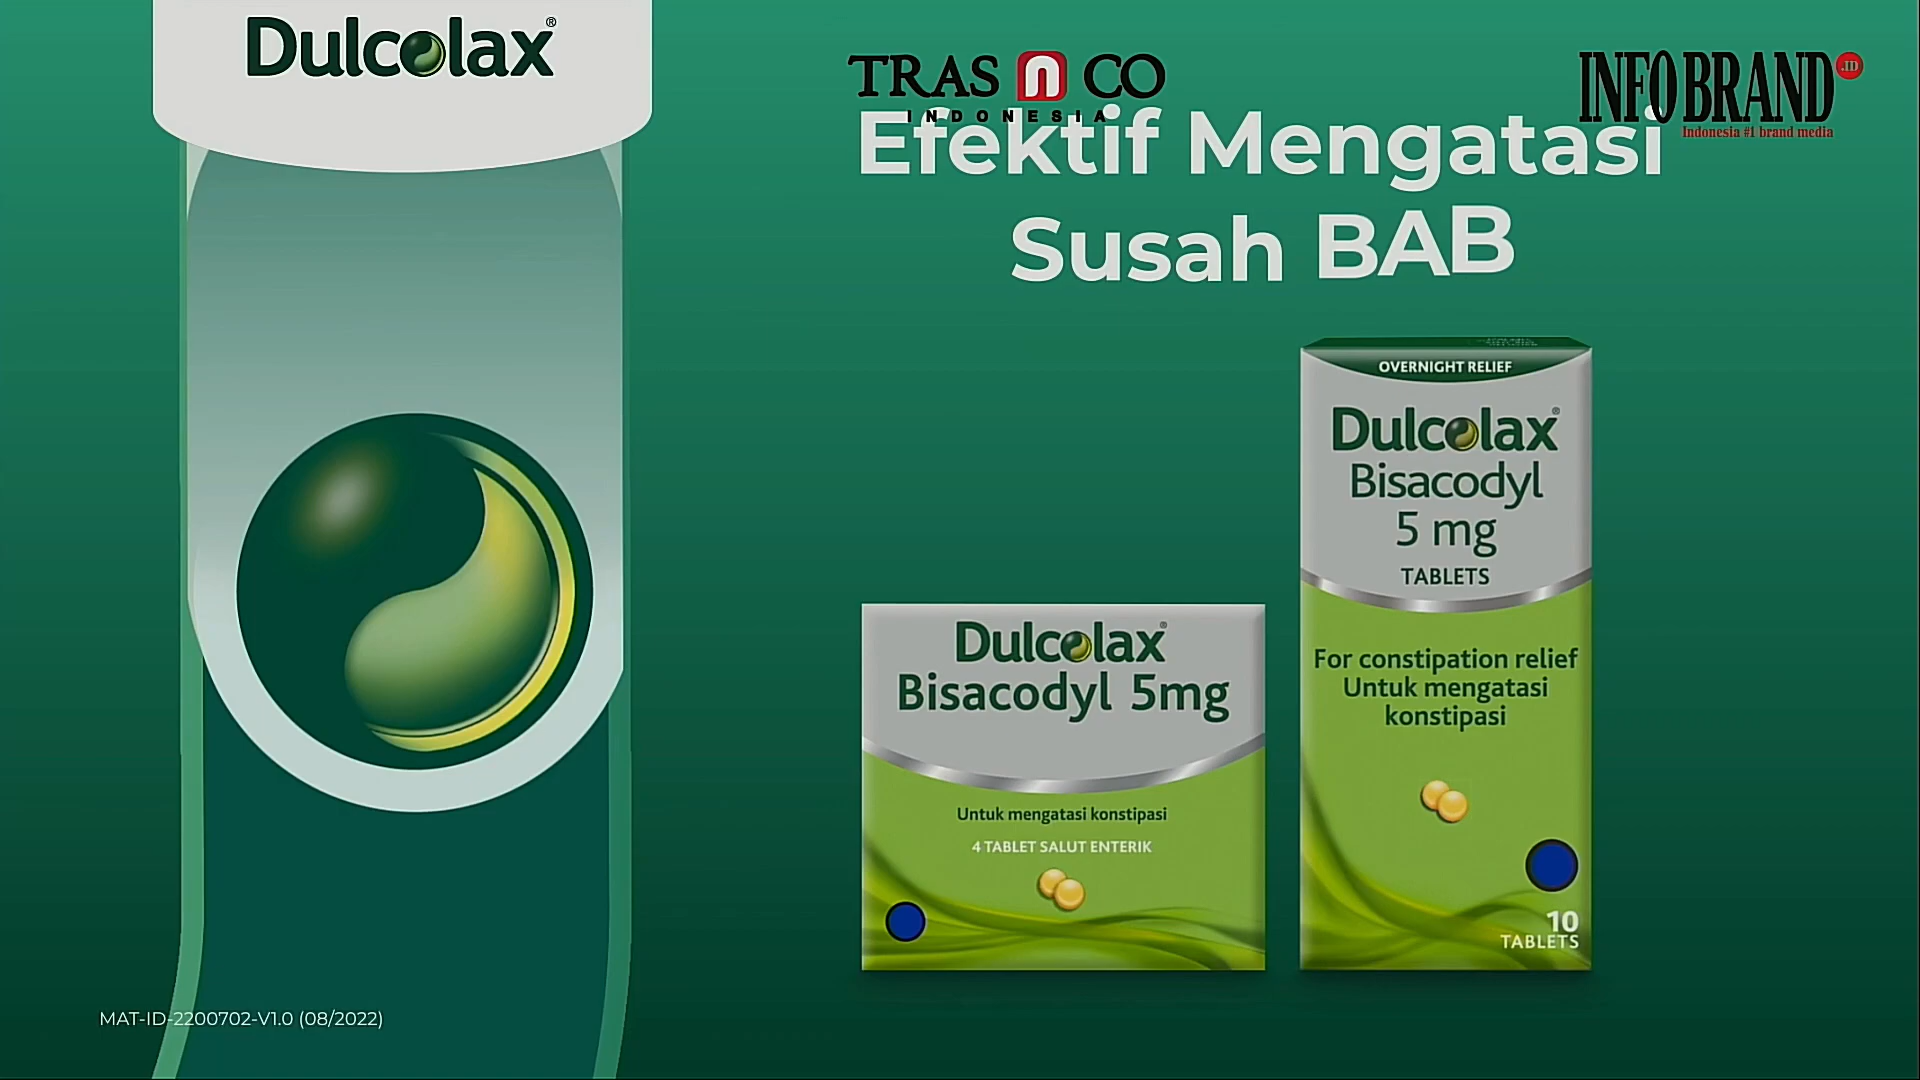 Dulcolax®
TRAS n CO
INDONESIA
INFOBRAND.ID
Indonesia #1 brand media
Efektif Mengatasi
Susah BAB
OVERNIGHT RELIEF
Dulcolax®
Bisacodyl
5 mg
TABLETS
For constipation relief
Untuk mengatasi
konstipasi
10
TABLETS
Dulcolax®
Bisacodyl 5mg
Untuk mengatasi konstipasi
4 TABLET SALUT ENTERIK
MAT-ID-2200702-V1.0 (08/2022)